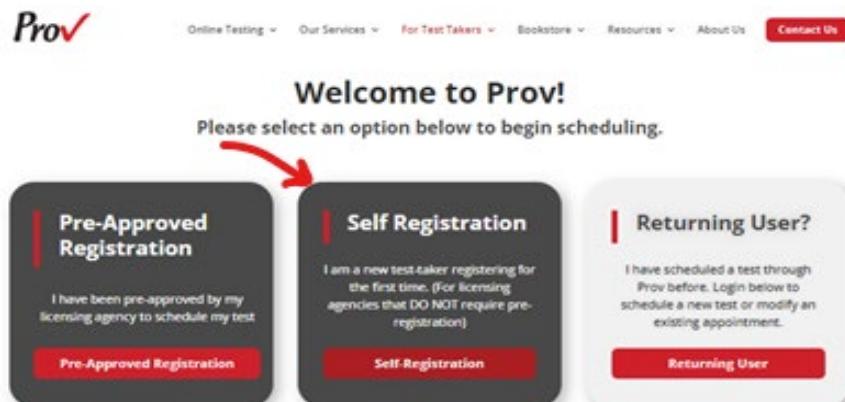 Prov
Online Testing
Our Services
For Test Takers
Bookstore
Resources
About Us
Contact Us
Welcome to Prov!
Please select an option below to begin scheduling.
Pre-Approved
Registration
I have been pre-approved by my
licensing agency to schedule my test
Pre-Approved Registration
Self Registration
I am a new test-taker registering for
the first time. (For licensing
agencies that DO NOT require pre-
registration)
Self-Registration
Returning User?
I have scheduled a test through
Prov before. Login below to
schedule a new test or modify an
existing appointment.
Returning User